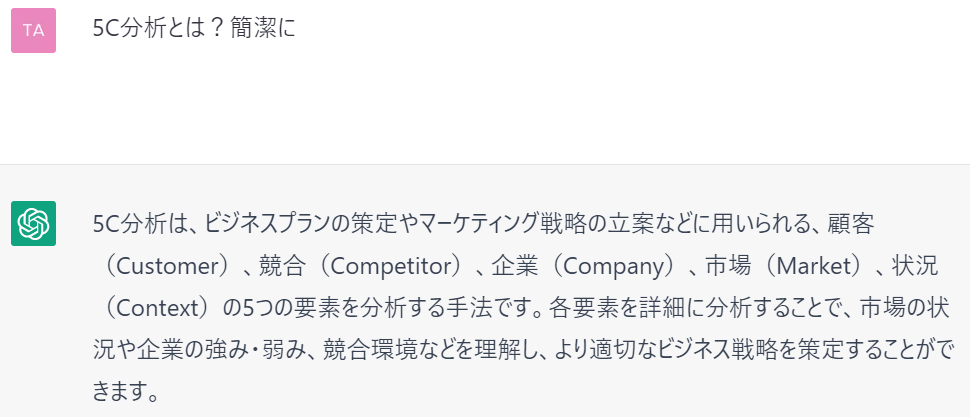 TA
5C分析とは？簡潔に
5C分析は、ビジネスプランの策定やマーケティング戦略の立案などに用いられる、顧客
（Customer）、競合（Competitor）、企業（Company）、市場（Market）、状況
（Context）の5つの要素を分析する手法です。各要素を詳細に分析することで、市場の状
況や企業の強み・弱み、競合環境などを理解し、より適切なビジネス戦略を策定することがで
きます。